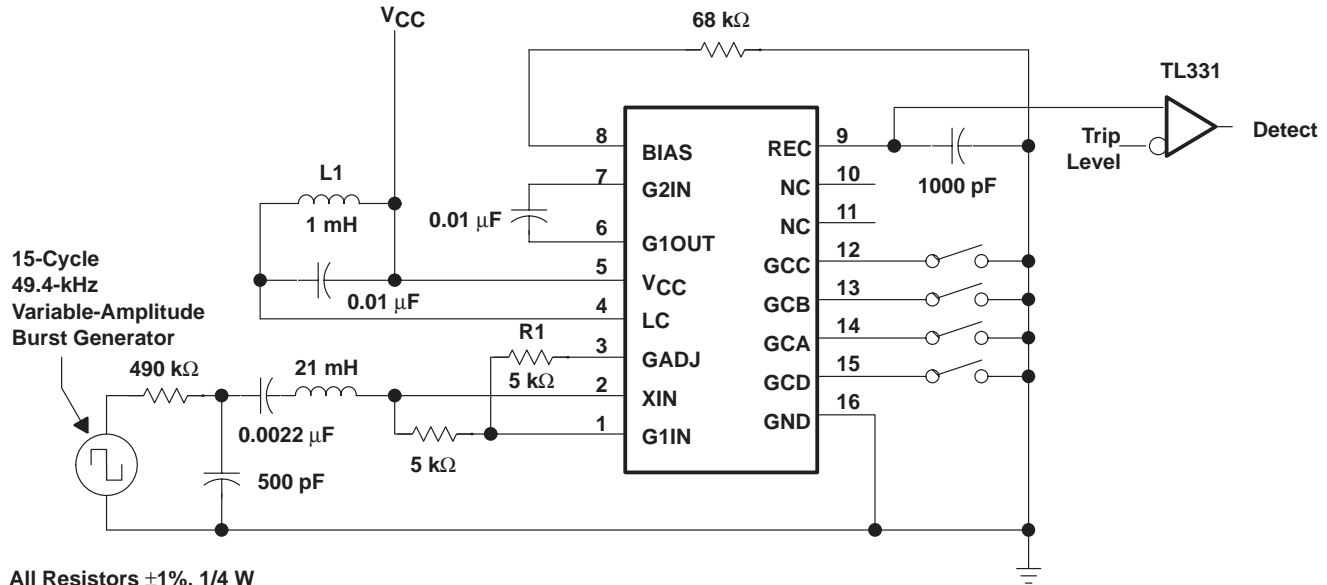 VCC
68 kΩ
TL331
Trip
Level
Detect
8
BIAS
7
G2IN
0.01 μF
6
G1OUT
5
VCC
4
LC
3
GADJ
2
XIN
1
G1IN
REC
9
1000 pF
NC
10
NC
11
GCC
12
GCB
13
GCA
14
GCD
15
GND
16
L1
1 mH
0.01 μF
R1
5 kΩ
15-Cycle
49.4-kHz
Variable-Amplitude
Burst Generator
490 kΩ
21 mH
0.0022 μF
5 kΩ
500 pF
All Resistors ±1%, 1/4 W